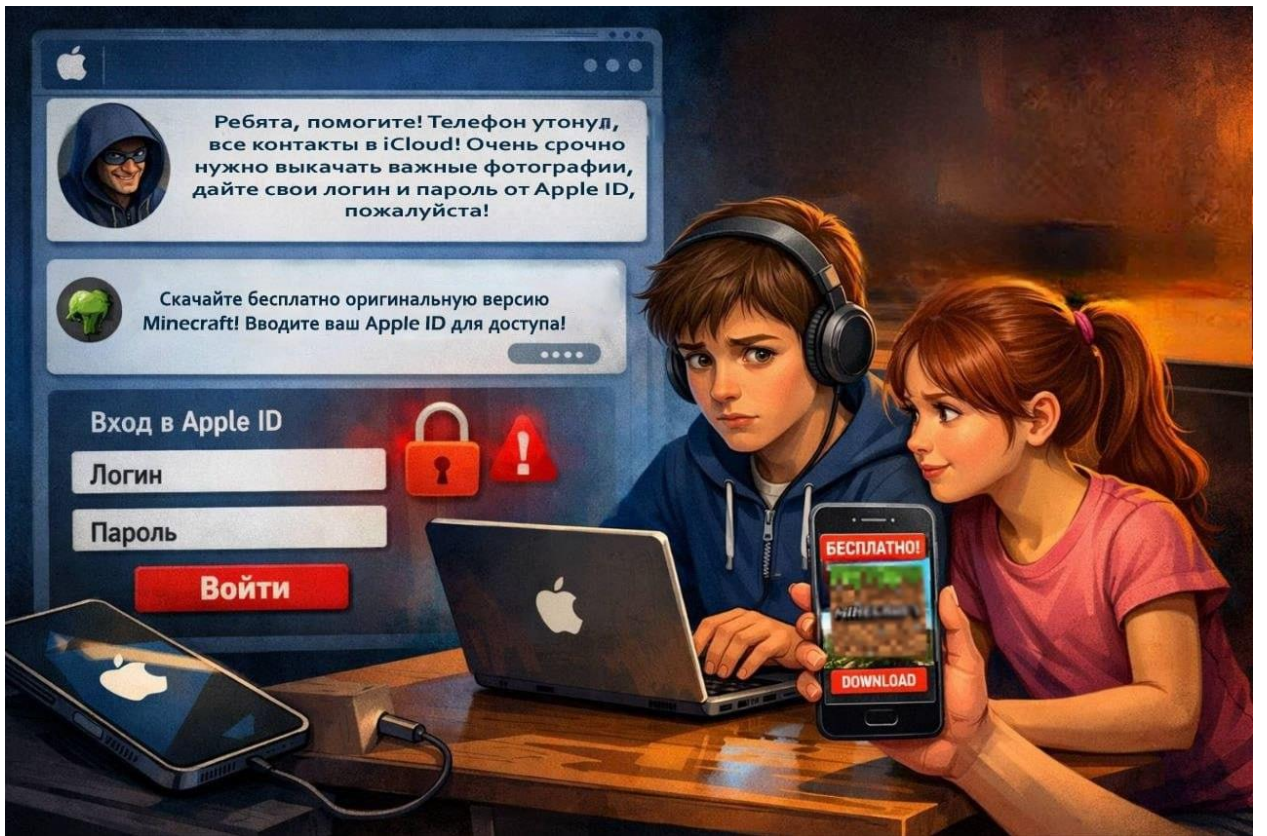 Ребята, помогите! Телефон утонул,
все контакты в iCloud! Очень срочно
нужно выкачать важные фотографии,
дайте свои логин и пароль от Apple ID,
пожалуйста!
Скачайте бесплатно оригинальную версию
Minecraft! Вводите ваш Apple ID для доступа!
Вход в Apple ID
Логин
Пароль
Войти
БЕСПЛАТНО!
MINECRAFT
DOWNLOAD